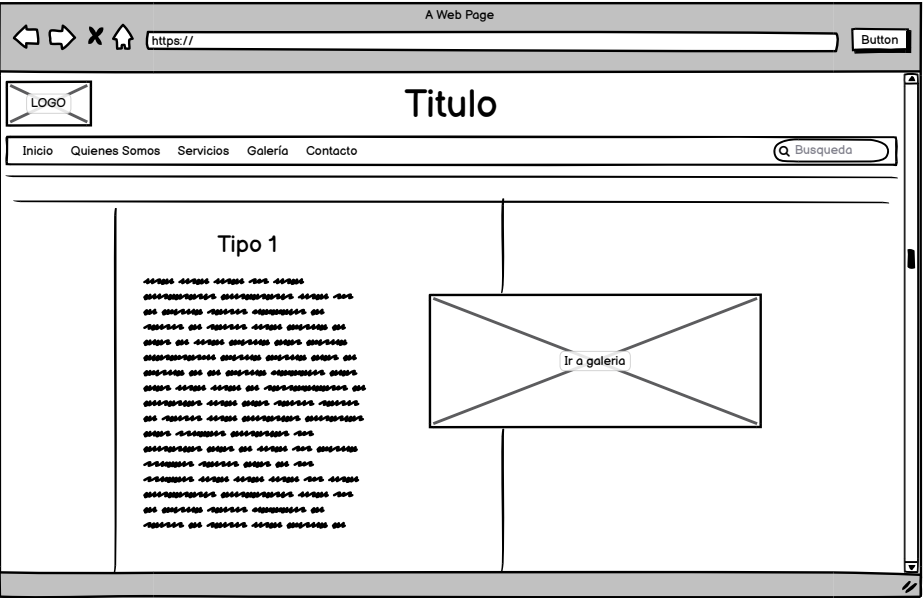 A Web Page
https://
Button
LOGO
Titulo
Inicio Quienes Somos Servicios Galería Contacto
Busqueda
Tipo 1
Ir a galeria